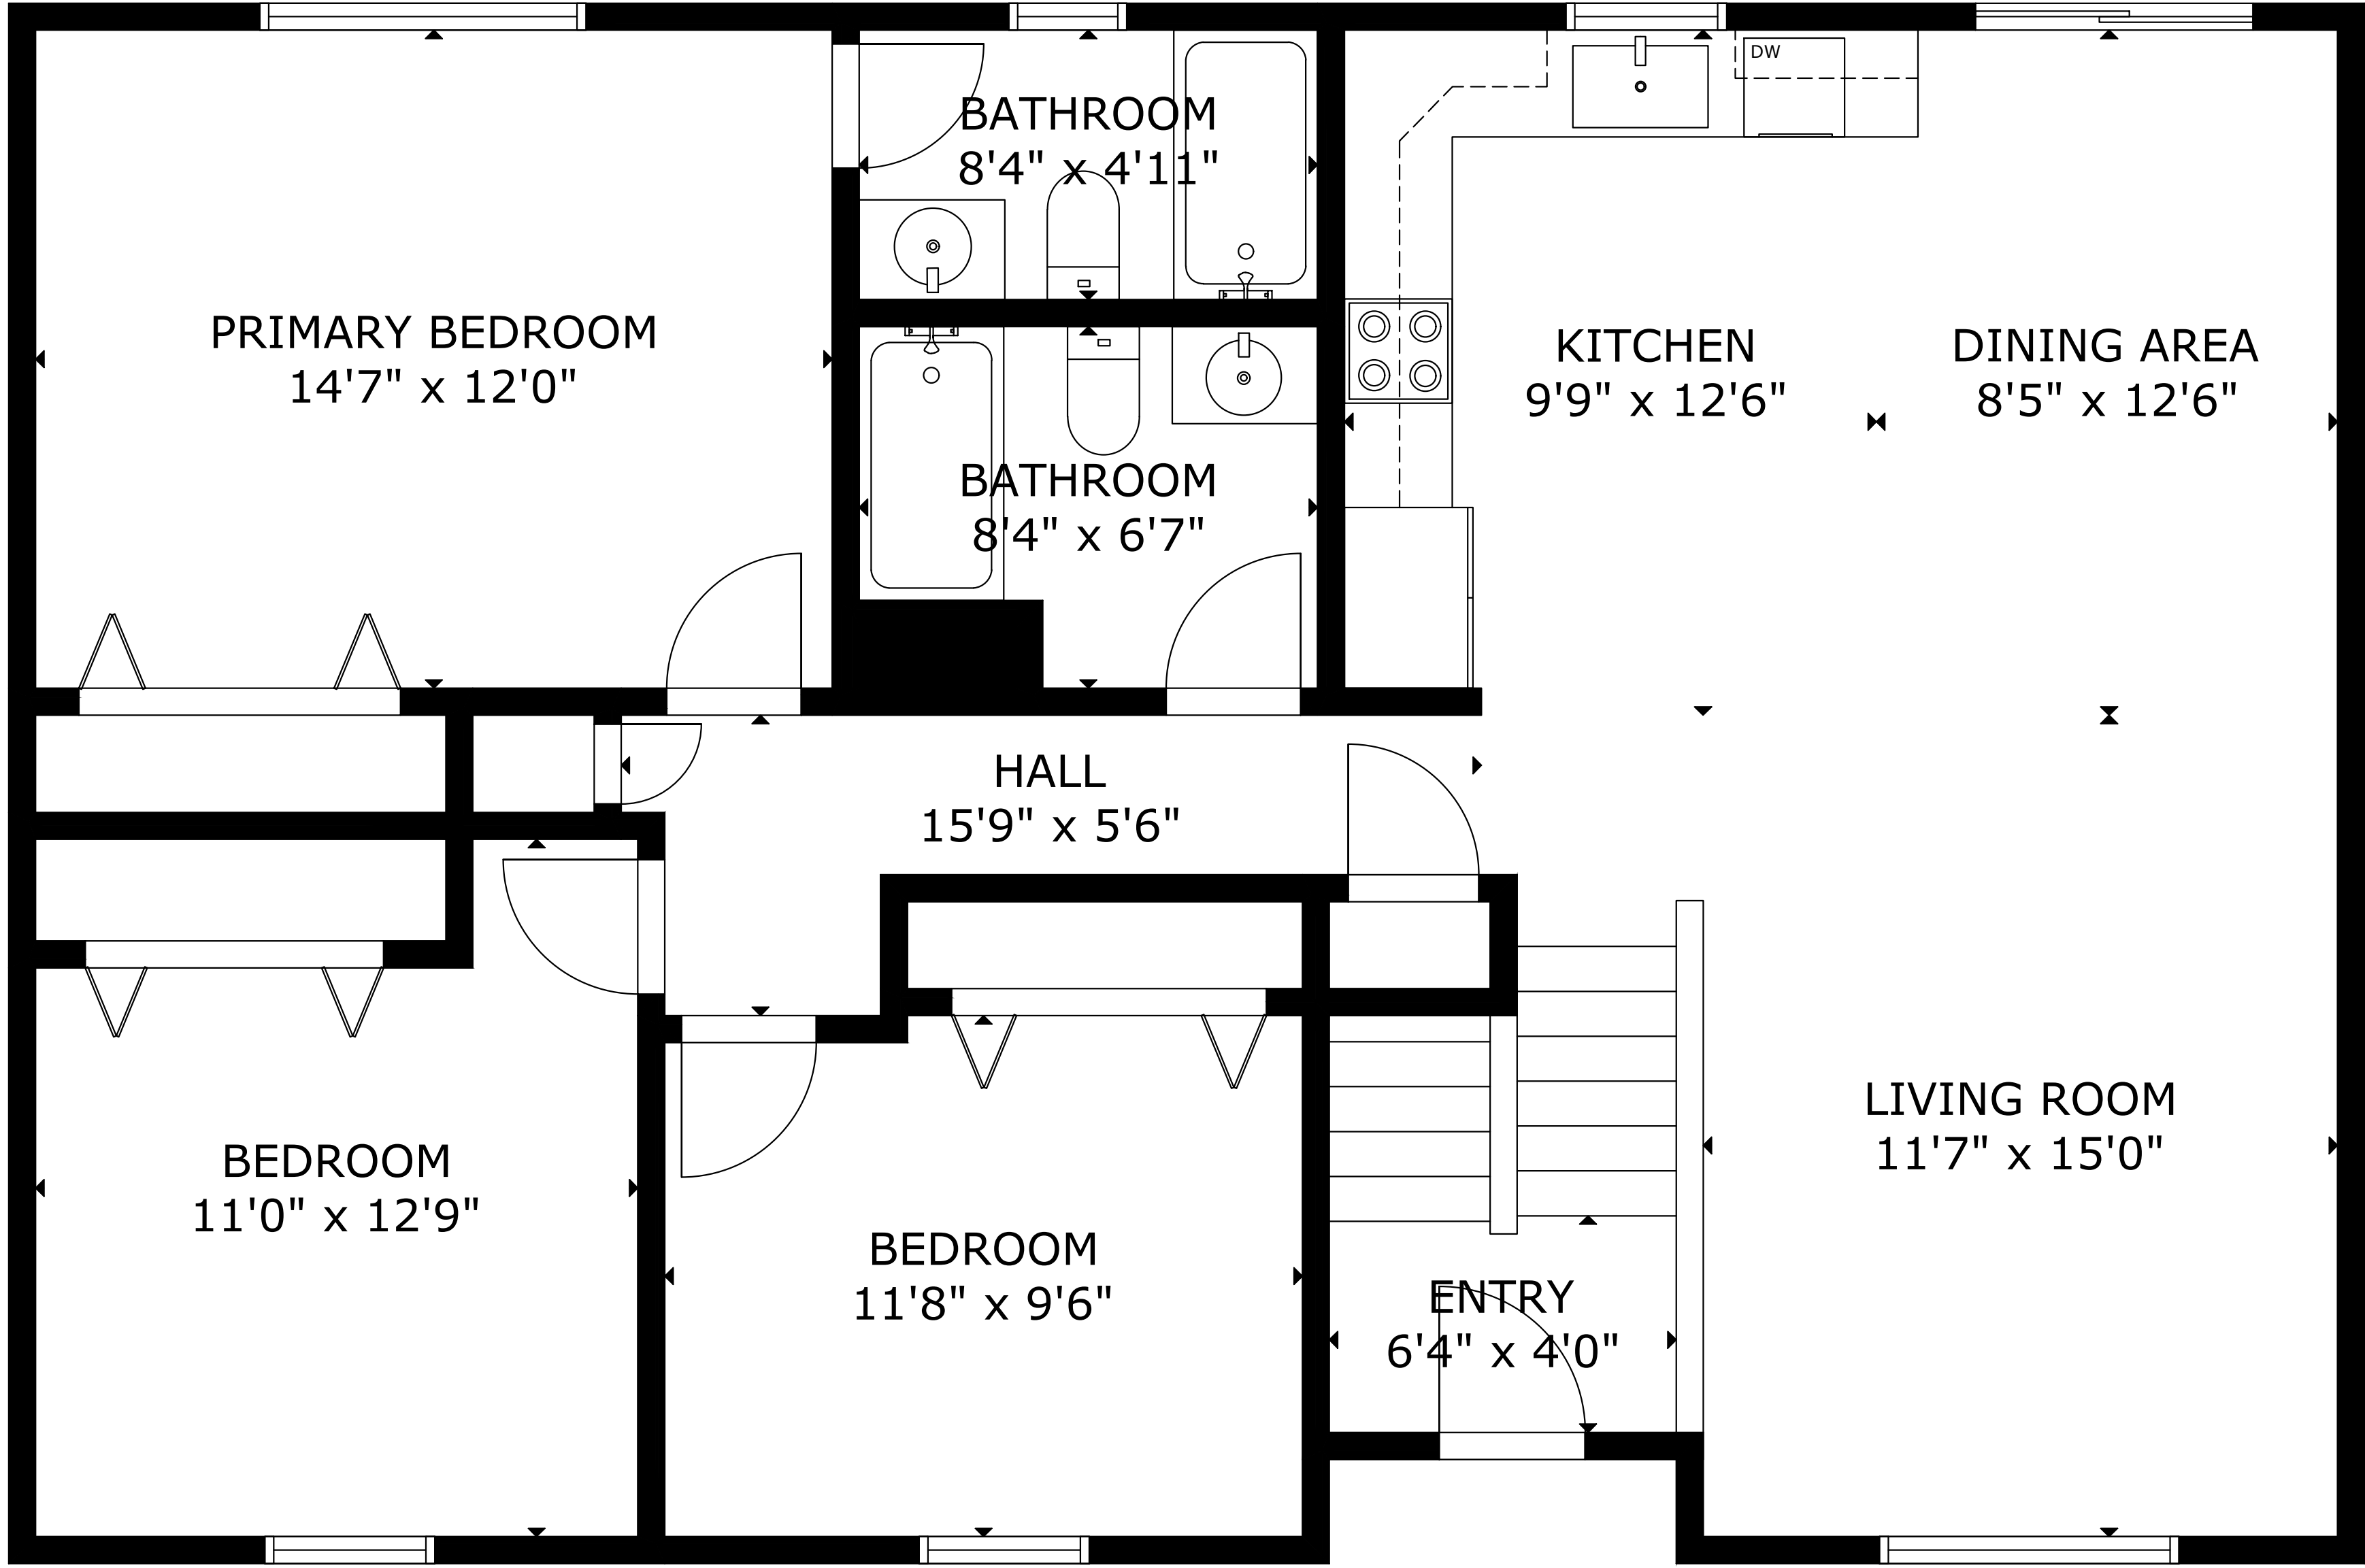 DW
BATHROOM
8'4" x 4'11"
PRIMARY BEDROOM
14'7" x 12'0"
KITCHEN
9'9" x 12'6"
DINING AREA
8'5" x 12'6"
BATHROOM
8'4" x 6'7"
HALL
15'9" x 5'6"
LIVING ROOM
11'7" x 15'0"
BEDROOM
11'0" x 12'9"
BEDROOM
11'8" x 9'6"
ENTRY
6'4" x 4'0"